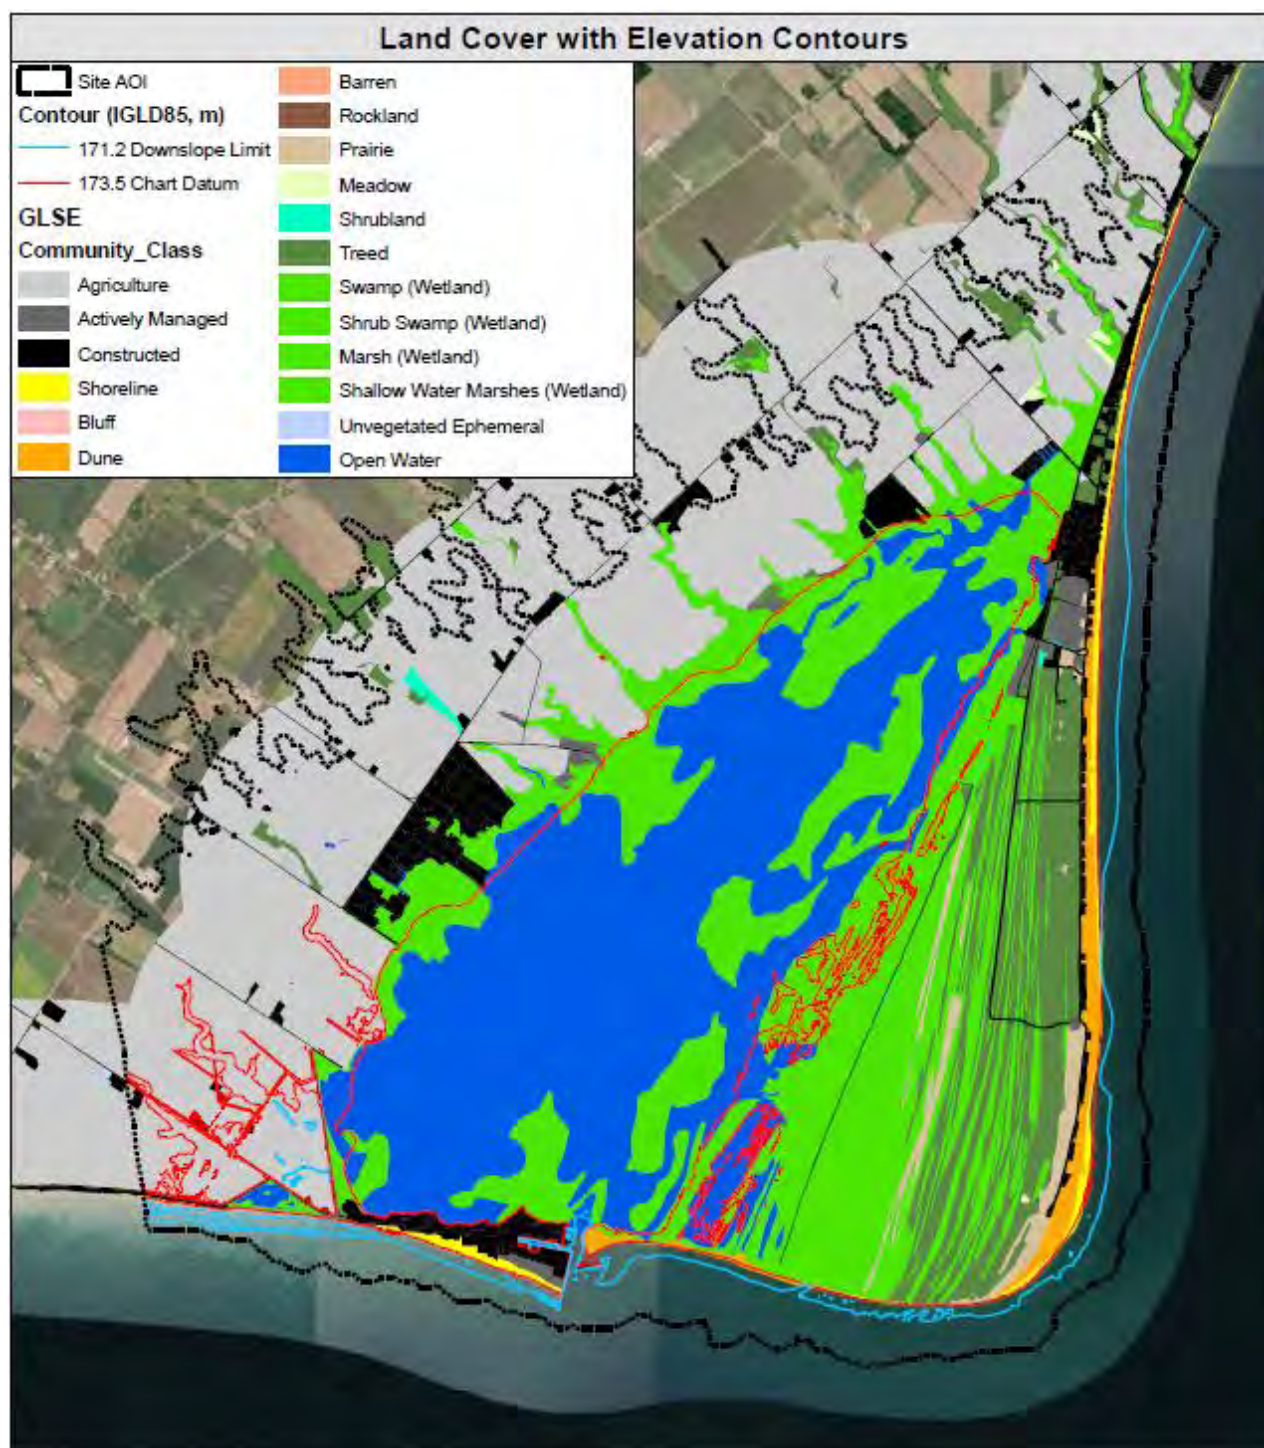 Land Cover with Elevation Contours
Site AOI
Contour (IGLD85, m)
171.2 Downslope Limit
173.5 Chart Datum
GLSE
Community_Class
Agriculture
Actively Managed
Constructed
Shoreline
Bluff
Dune
Barren
Rockland
Prairie
Meadow
Shrubland
Treed
Swamp (Wetland)
Shrub Swamp (Wetland)
Marsh (Wetland)
Shallow Water Marshes (Wetland)
Unvegetated Ephemeral
Open Water